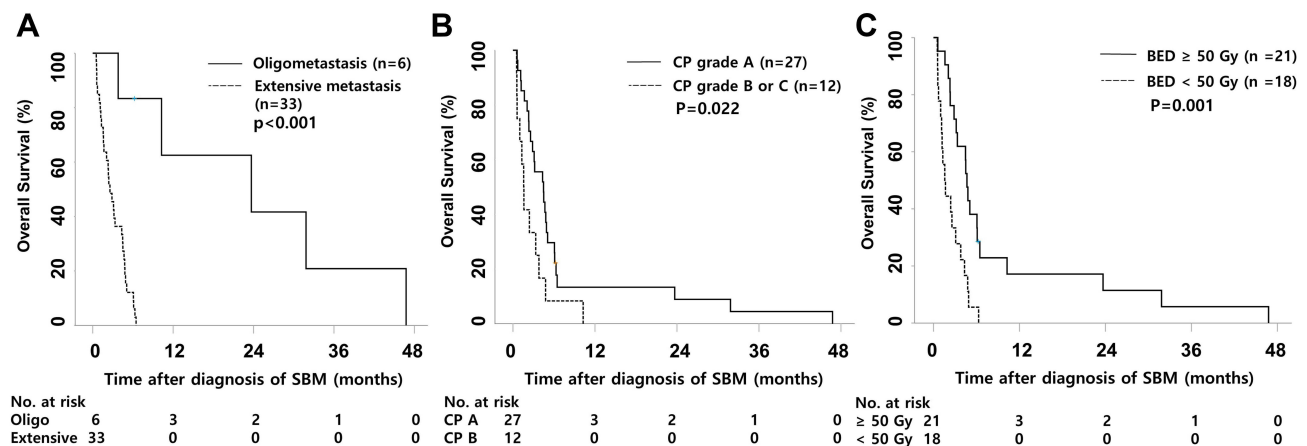 A
Overall Survival (%)
100
80
60
40
20
0
Oligometastasis (n=6)
Extensive metastasis
(n=33)
p<0.001
0 12 24 36 48
Time after diagnosis of SBM (months)
No. at risk
Oligo 6 3 2 1 0
Extensive 33 0 0 0 0
B
Overall Survival (%)
100
80
60
40
20
0
CP grade A (n=27)
CP grade B or C (n=12)
P=0.022
0 12 24 36 48
Time after diagnosis of SBM (months)
No. at risk
CP A 27 3 2 1 0
CP B 12 0 0 0 0
C
Overall Survival (%)
100
80
60
40
20
0
BED ≥ 50 Gy (n =21)
BED < 50 Gy (n =18)
P=0.001
0 12 24 36 48
Time after diagnosis of SBM (months)
No. at risk
≥ 50 Gy 21 3 2 1 0
< 50 Gy 18 0 0 0 0